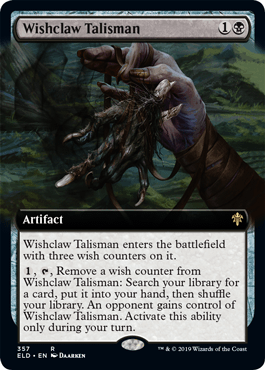 Wishclaw Talisman 1
Artifact
Wishclaw Talisman enters the battlefield
with three wish counters on it.
1, , Remove a wish counter from
Wishclaw Talisman: Search your library for
a card, put it into your hand, then shuffle
your library. An opponent gains control of
Wishclaw Talisman. Activate this ability
only during your turn.
357 R
ELD • EN DAARKEN
™ & © 2019 Wizards of the Coast